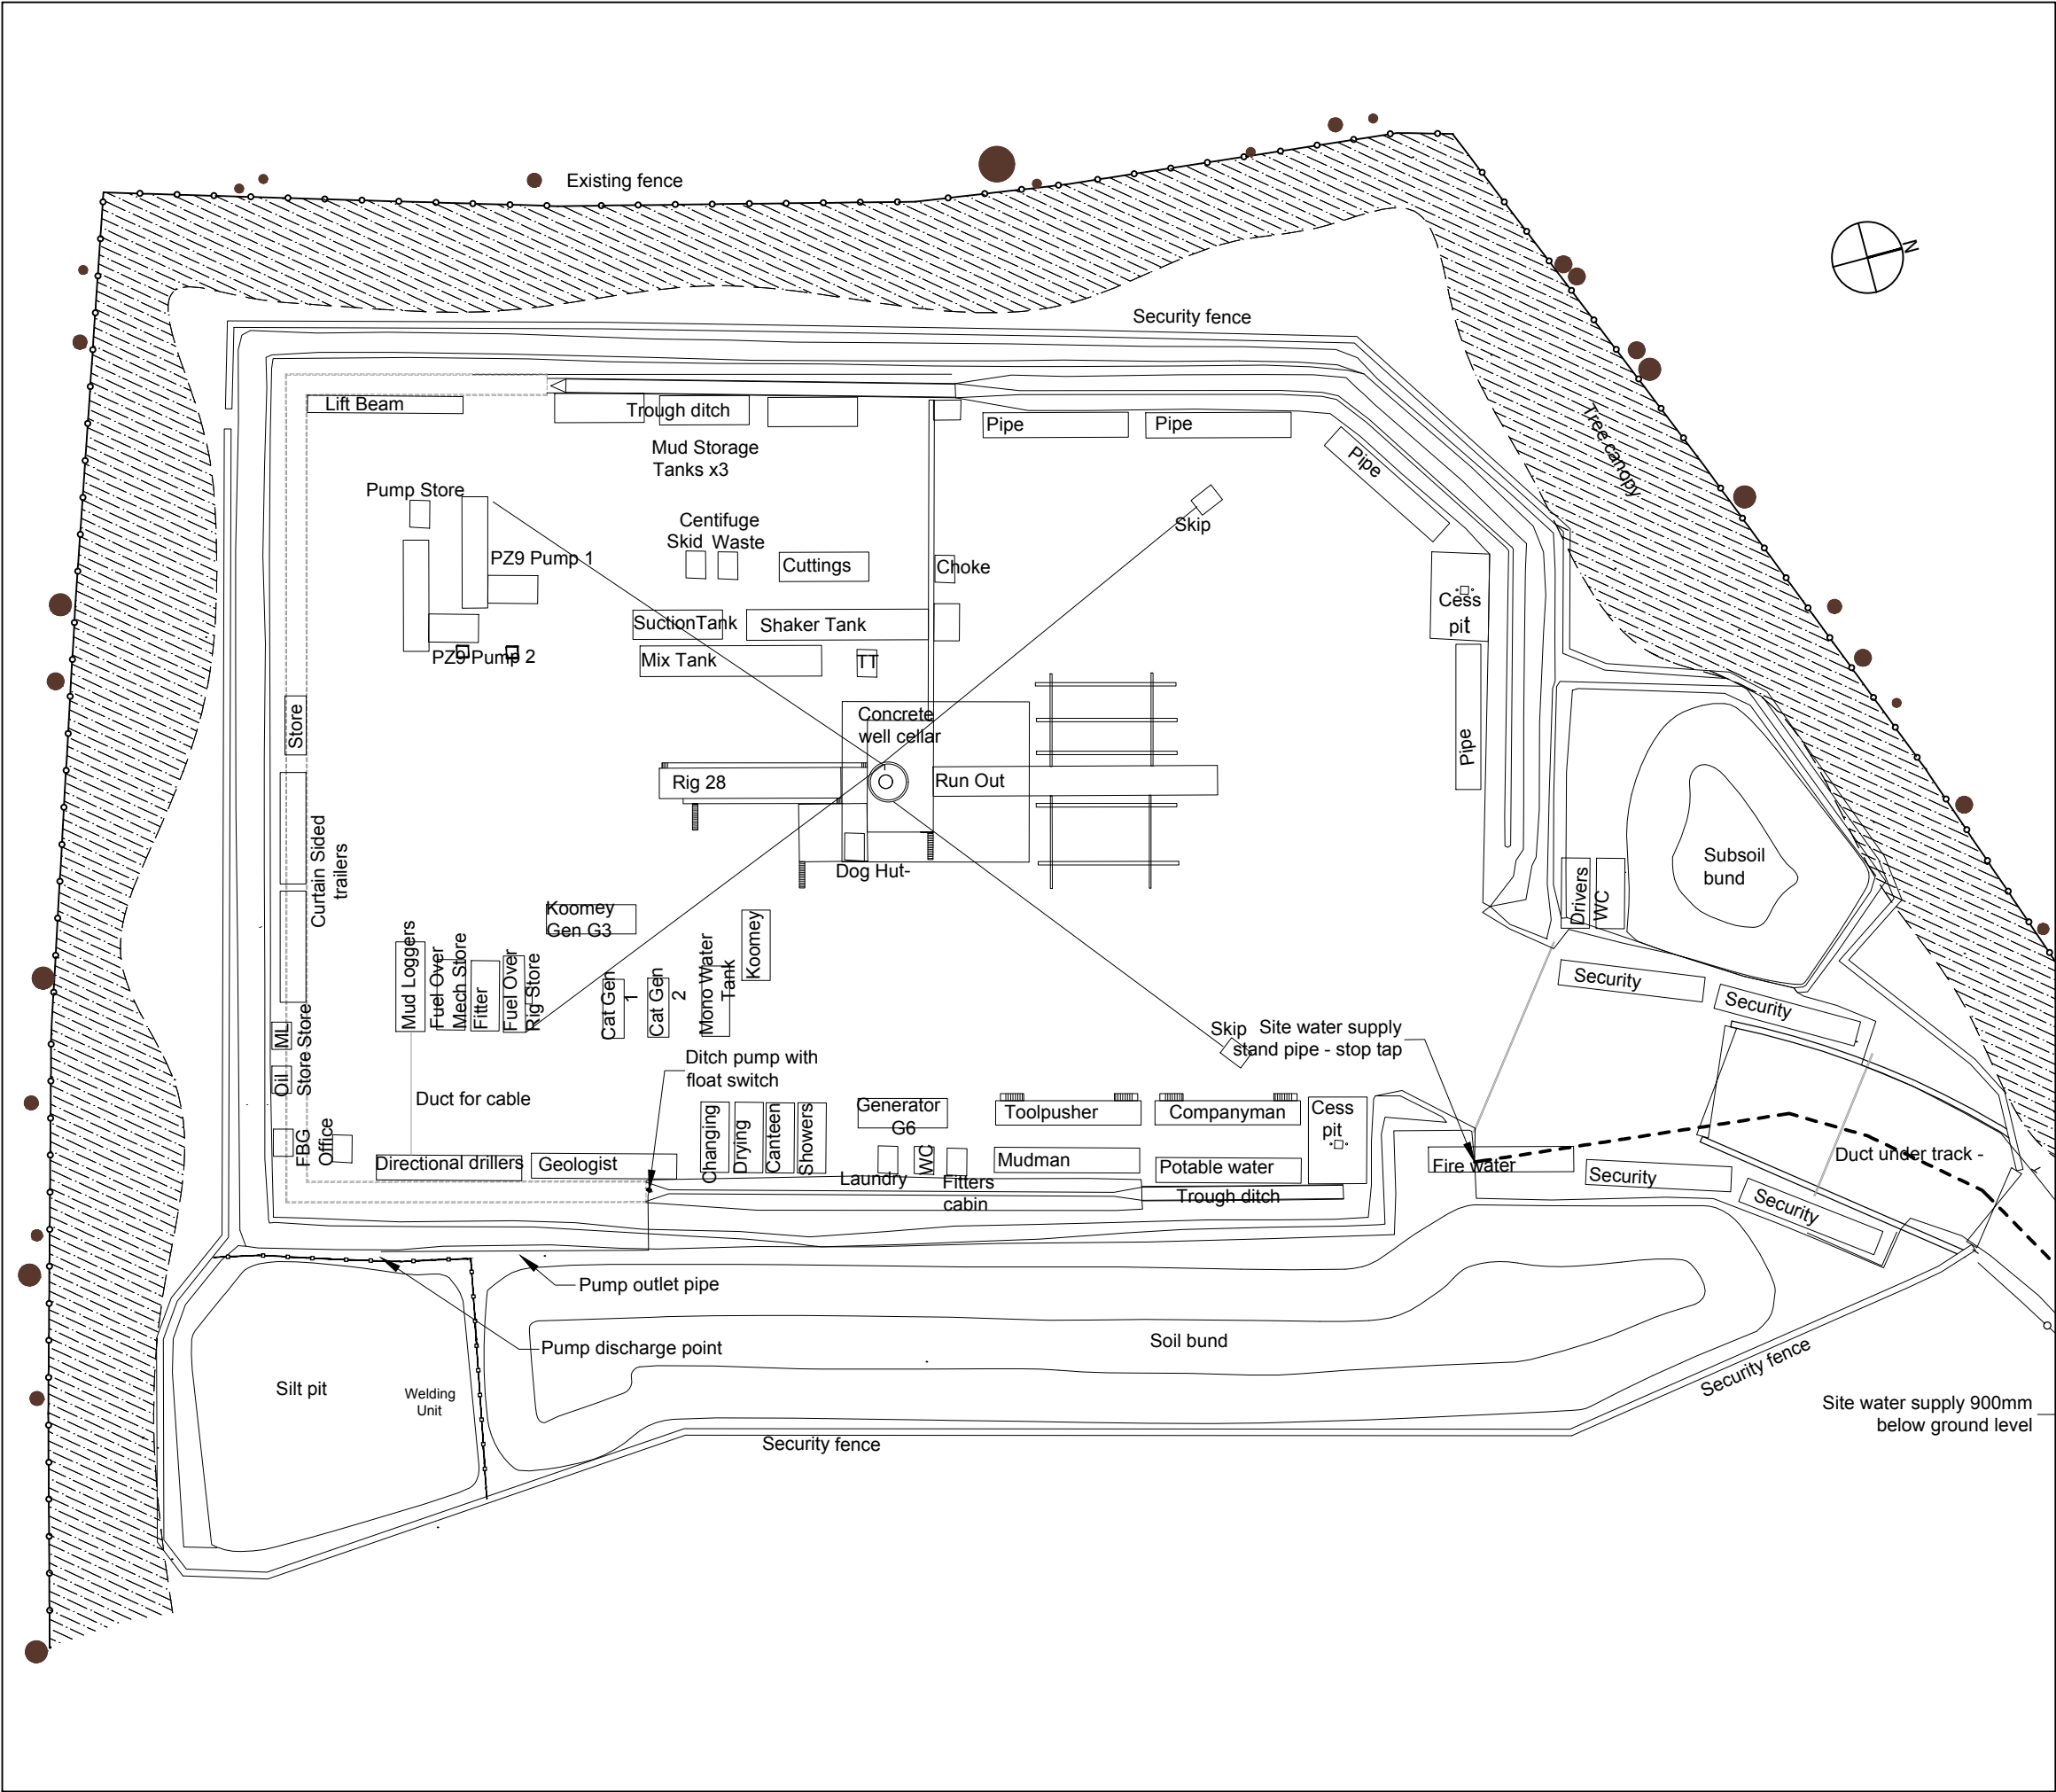 Existing fence
N
Security fence
Tree canopy
Lift Beam
Trough ditch
Pipe
Pipe
Pipe
Mud Storage
Tanks x3
Pump Store
Centifuge
Skid
Waste
Skip
PZ9 Pump 1
Cuttings
Choke
Cess
pit
SuctionTank
Shaker Tank
PZ9 Pump 2
Mix Tank
TT
Store
Concrete
well cellar
Pipe
Rig 28
Run Out
Curtain Sided
trailers
Dog Hut-
Subsoil
bund
Drivers
WC
Koomey
Gen G3
Koomey
Mud Loggers
Fuel Over
Mech Store
Fitter
Fuel Over
Rig Store
Cat Gen
1
Cat Gen
2
Mono Water
Tank
Security
Security
ML
Store
Oil
Store
Skip
Site water supply
stand pipe - stop tap
Ditch pump with
float switch
Duct for cable
FBG
Office
Changing
Drying
Canteen
Showers
Generator
G6
Toolpusher
Companyman
Cess
pit
Directional drillers
Geologist
WC
Mudman
Potable water
Fire water
Duct under track -
Laundry
Fitters
cabin
Trough ditch
Security
Security
Pump outlet pipe
Pump discharge point
Soil bund
Silt pit
Welding
Unit
Security fence
Security fence
Site water supply 900mm
below ground level